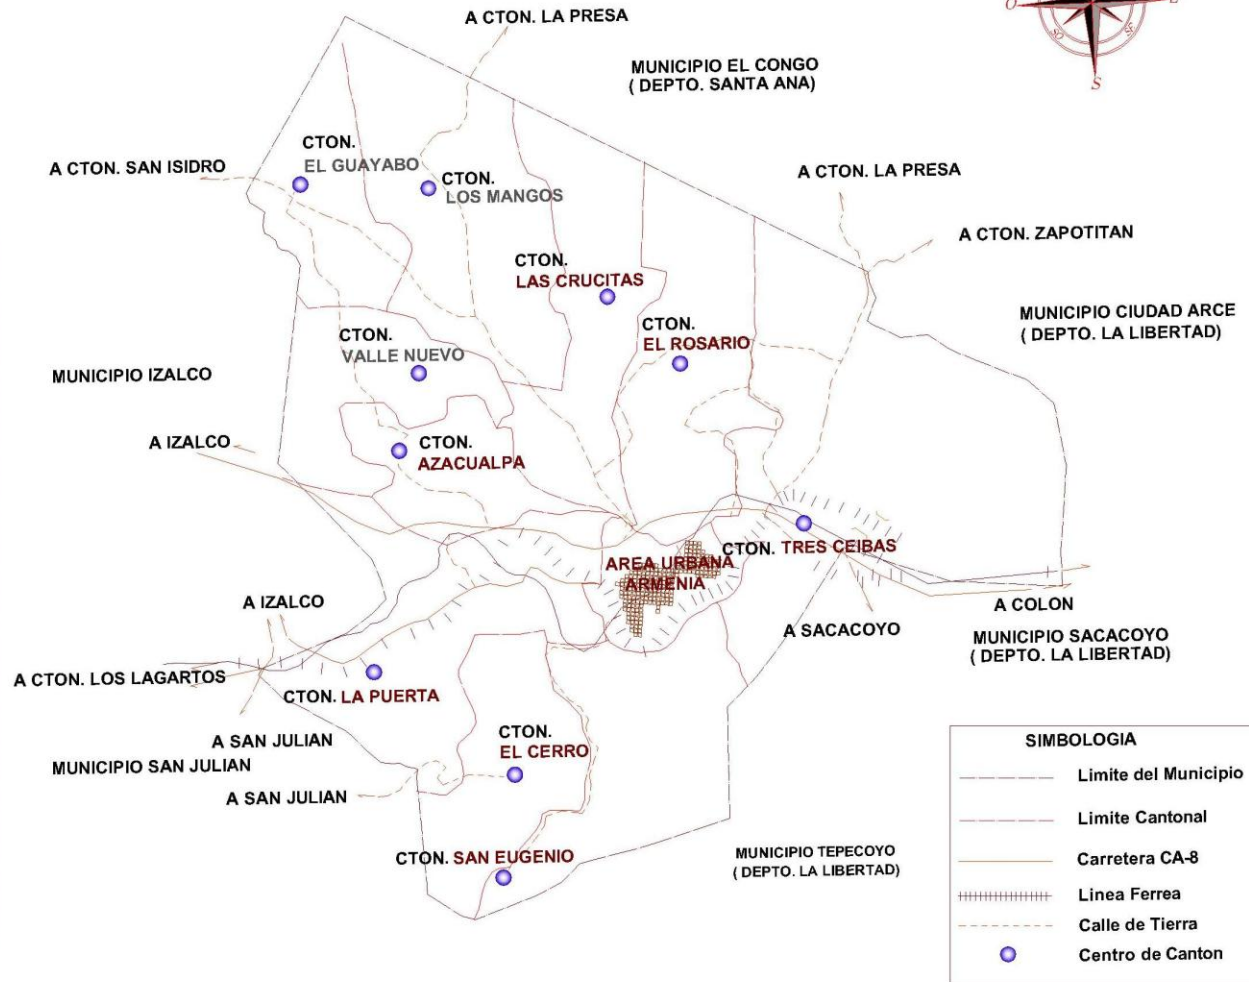 A CTON. LA PRESA
O
E
SO
SE
S
MUNICIPIO EL CONGO
( DEPTO. SANTA ANA)
CTON.
EL GUAYABO
A CTON. SAN ISIDRO
CTON.
LOS MANGOS
A CTON. LA PRESA
A CTON. ZAPOTITAN
CTON.
LAS CRUCITAS
MUNICIPIO CIUDAD ARCE
( DEPTO. LA LIBERTAD)
CTON.
EL ROSARIO
CTON.
VALLE NUEVO
MUNICIPIO IZALCO
A IZALCO
CTON.
AZACUALPA
CTON. TRES CEIBAS
AREA URBANA
ARMENIA
A IZALCO
A COLON
A SACACOYO
MUNICIPIO SACACOYO
( DEPTO. LA LIBERTAD)
A CTON. LOS LAGARTOS
CTON. LA PUERTA
A SAN JULIAN
CTON.
EL CERRO
MUNICIPIO SAN JULIAN
A SAN JULIAN
CTON. SAN EUGENIO
MUNICIPIO TEPECOYO
( DEPTO. LA LIBERTAD)
SIMBOLOGIA
Limite del Municipio
Limite Cantonal
Carretera CA-8
Linea Ferrea
Calle de Tierra
Centro de Canton